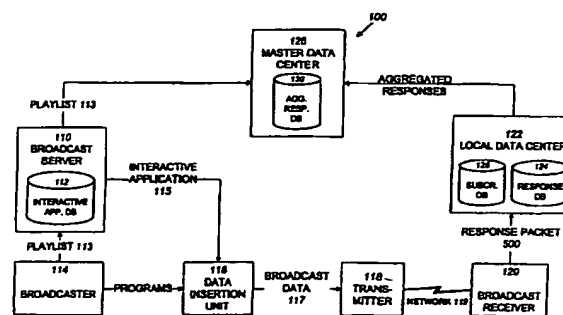 100
126
MASTER DATA
CENTER
130
AGG.
RESP.
DB
AGGREGATED
RESPONSES
PLAYLIST 113
110
BROADCAST
SERVER
112
INTERACTIVE
APP. DB
INTERACTIVE
APPLICATION
115
122
LOCAL DATA CENTER
126
SUBCR.
DB
124
RESPONSE
DB
PLAYLIST 113
RESPONSE PACKET
500
114
BROADCASTER
PROGRAMS
116
DATA
INSERTION
UNIT
BROADCAST
DATA
117
118
TRANS-
MITTER
NETWORK 119
120
BROADCAST
RECEIVER